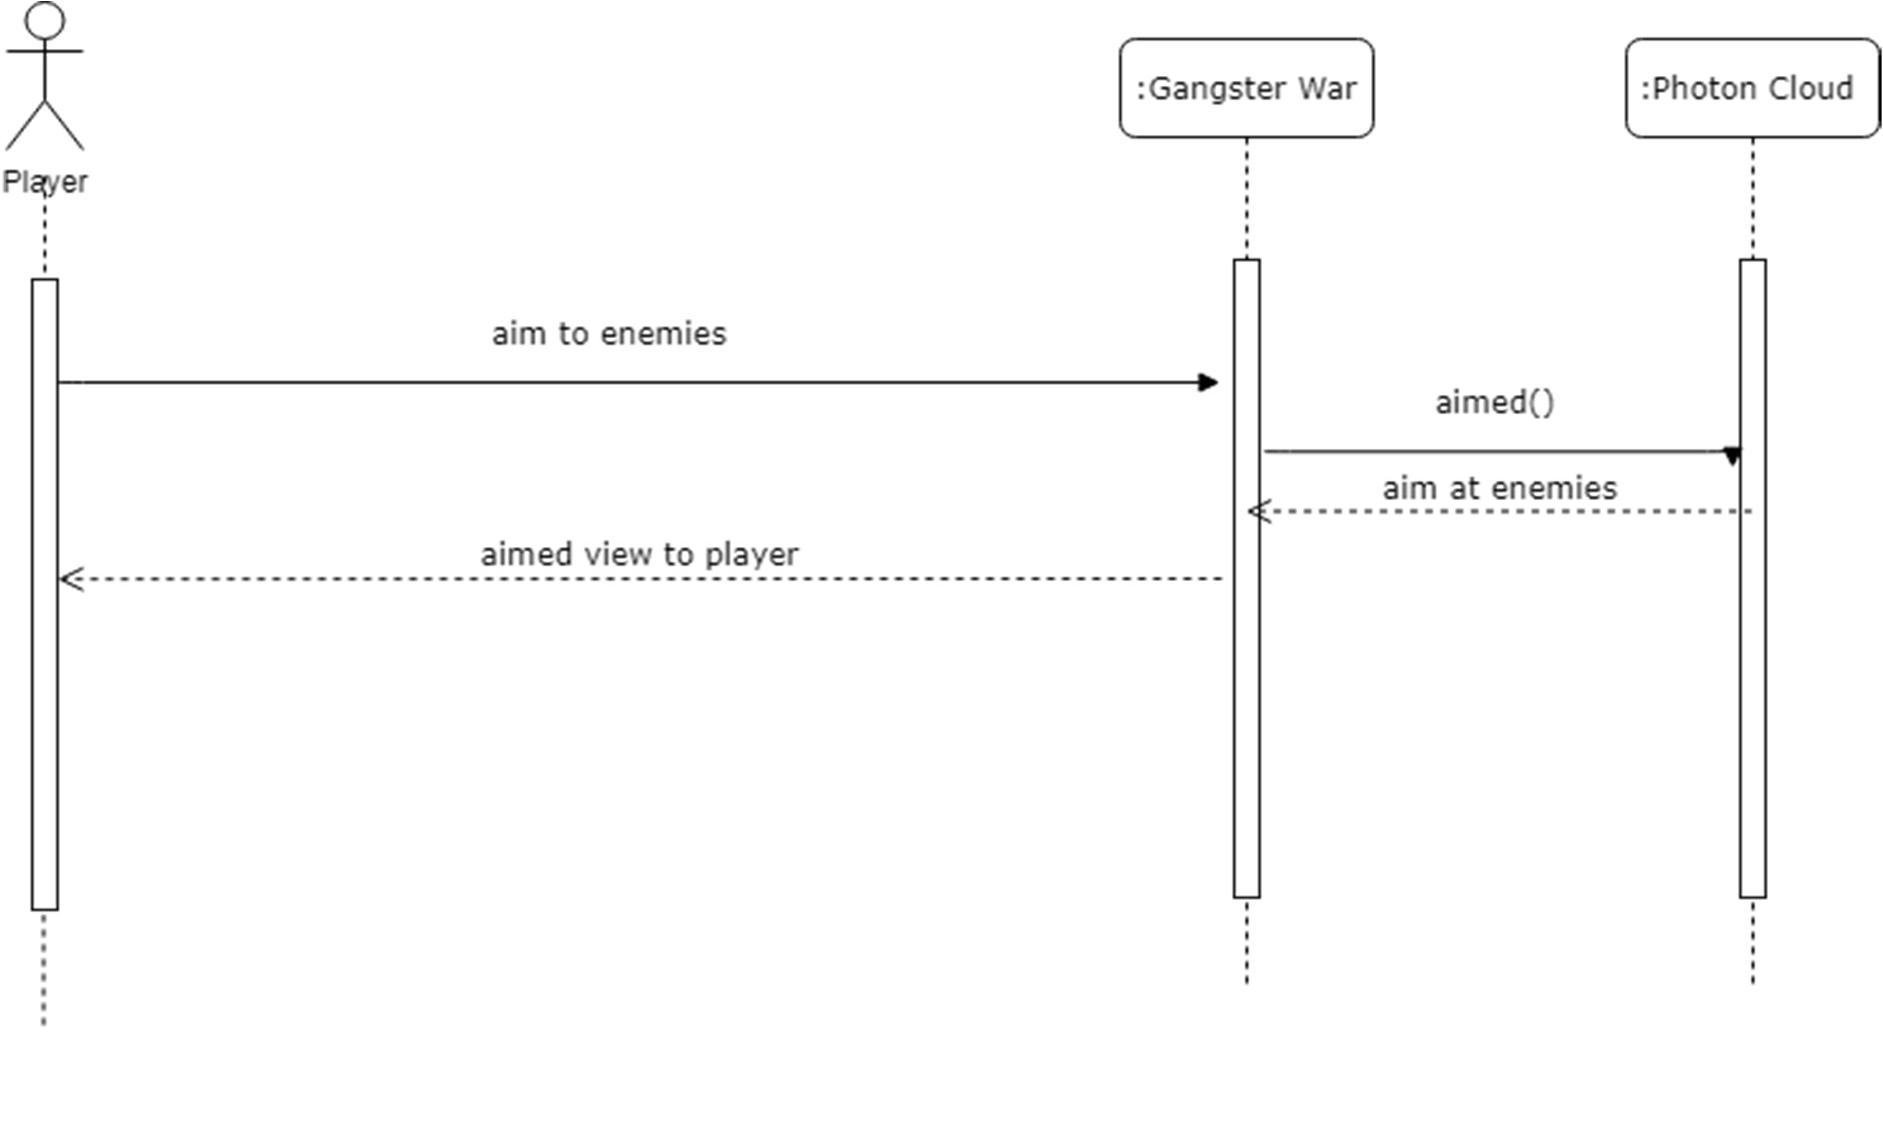 :Gangster War
:Photon Cloud
Player
aim to enemies
aimed()
aim at enemies
aimed view to player